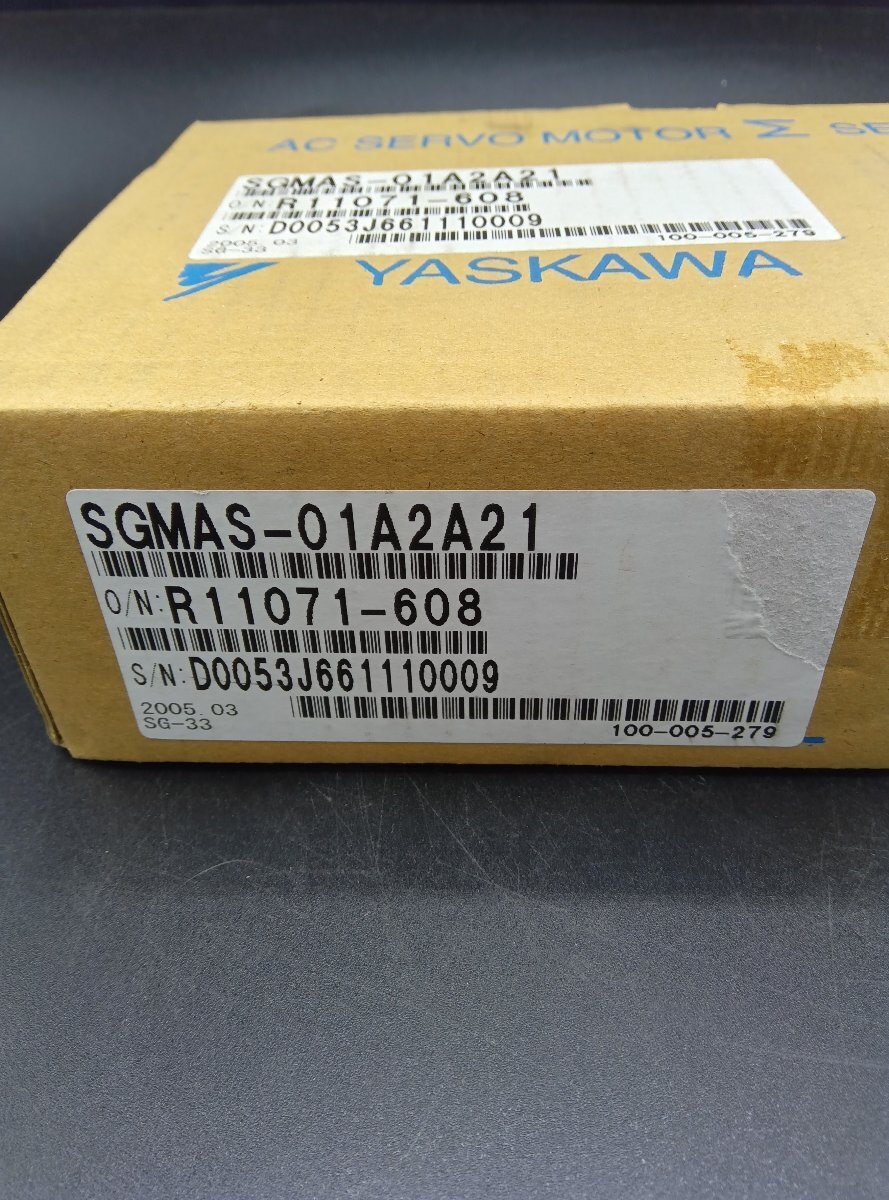 AC SERVO MOTOR Σ SE
SGMAS-01A2A21
O/N: R11071-608
S/N: D0053J661110009
2005.03
SG-33
100-005-279
YASKAWA
SGMAS-01A2A21
O/N: R11071-608
S/N: D0053J661110009
2005.03
SG-33
100-005-279